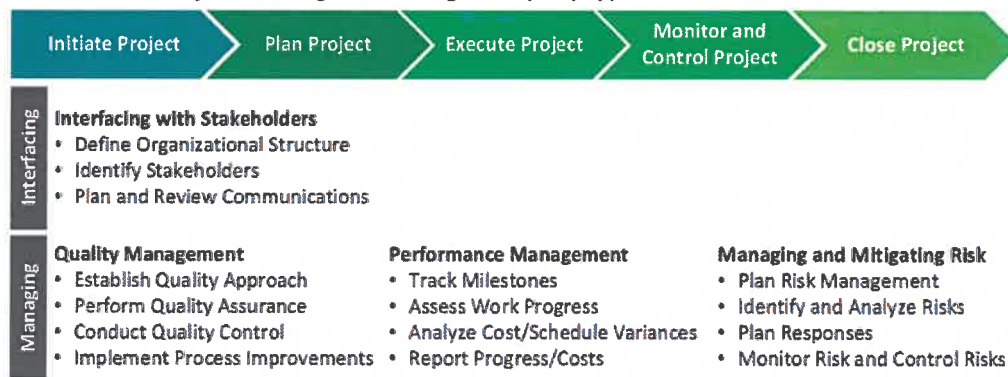 Initiate Project
Plan Project
Execute Project
Monitor and
Control Project
Close Project
Interfacing
Interfacing with Stakeholders
• Define Organizational Structure
• Identify Stakeholders
• Plan and Review Communications
Managing
Quality Management
• Establish Quality Approach
• Perform Quality Assurance
• Conduct Quality Control
• Implement Process Improvements
Performance Management
• Track Milestones
• Assess Work Progress
• Analyze Cost/Schedule Variances
• Report Progress/Costs
Managing and Mitigating Risk
• Plan Risk Management
• Identify and Analyze Risks
• Plan Responses
• Monitor Risk and Control Risks